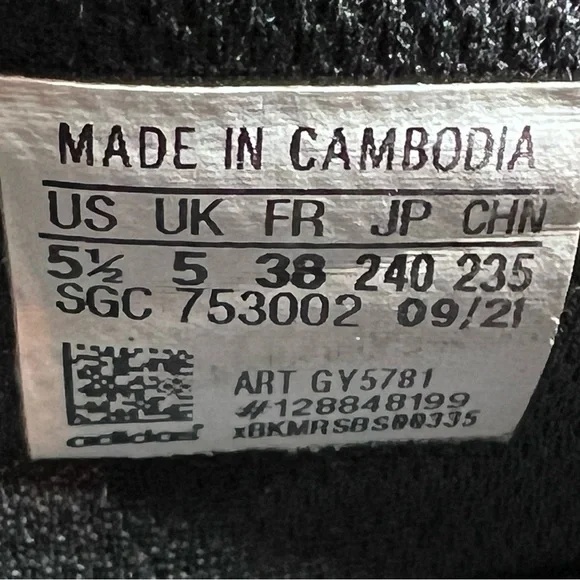 MADE IN CAMBODIA
US UK FR JP CHN
5½ 5 38 240 235
SGC 753002 09/21
ART GY5781
#128848199
xBKMRSBS00335
adidas